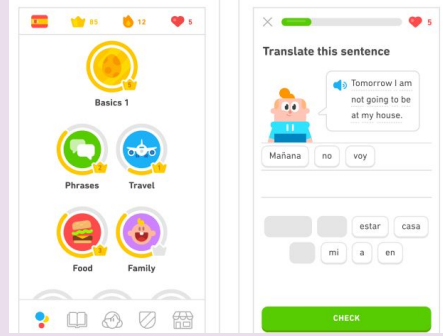 85 12 5
Basics 1
Phrases Travel
Food Family
5
Translate this sentence
Tomorrow I am
not going to be
at my house.
Mañana no voy
estar casa
mi a en
CHECK